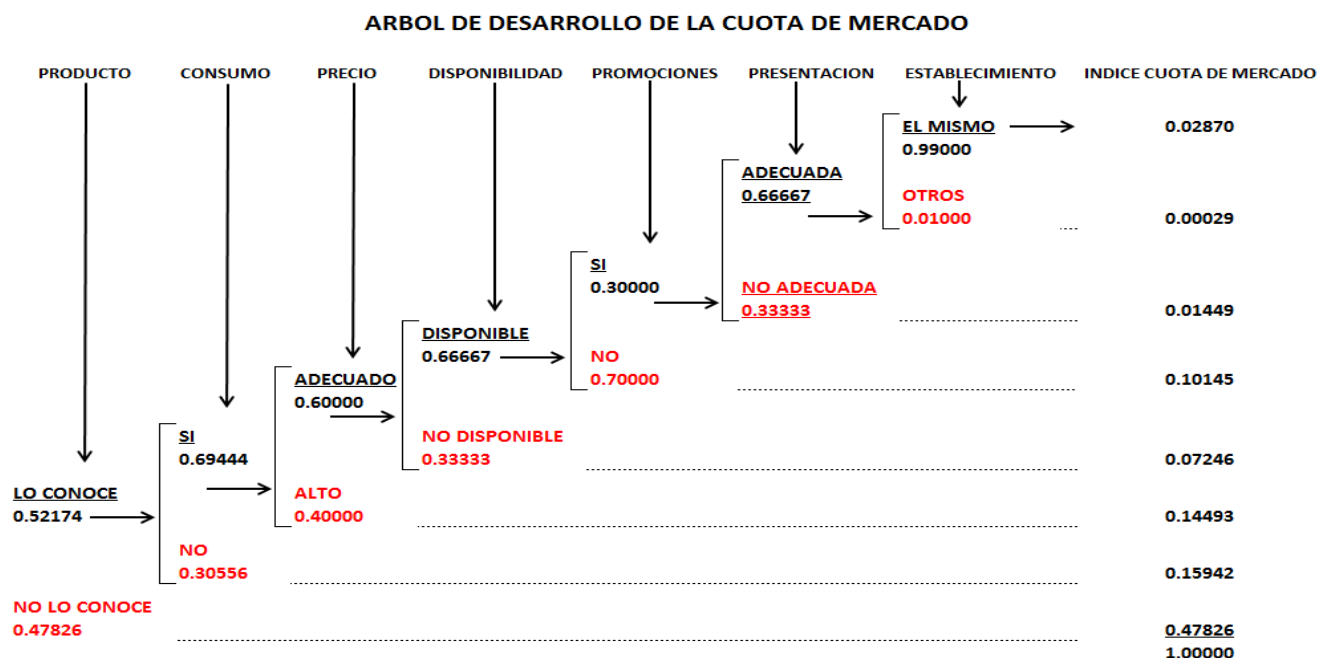 ARBOL DE DESARROLLO DE LA CUOTA DE MERCADO
PRODUCTO CONSUMO PRECIO DISPONIBILIDAD PROMOCIONES PRESENTACION ESTABLECIMIENTO INDICE CUOTA DE MERCADO
EL MISMO 0.02870
0.99000
ADECUADA
0.66667 OTROS
0.01000 0.00029
SI
0.30000 NO ADECUADA
0.33333 0.01449
DISPONIBLE
0.66667 NO
0.70000 0.10145
ADECUADO
0.60000
SI NO DISPONIBLE
0.69444 0.33333 0.07246
LO CONOCE ALTO
0.52174 0.40000 0.14493
NO
0.30556 0.15942
NO LO CONOCE
0.47826 0.47826
1.00000